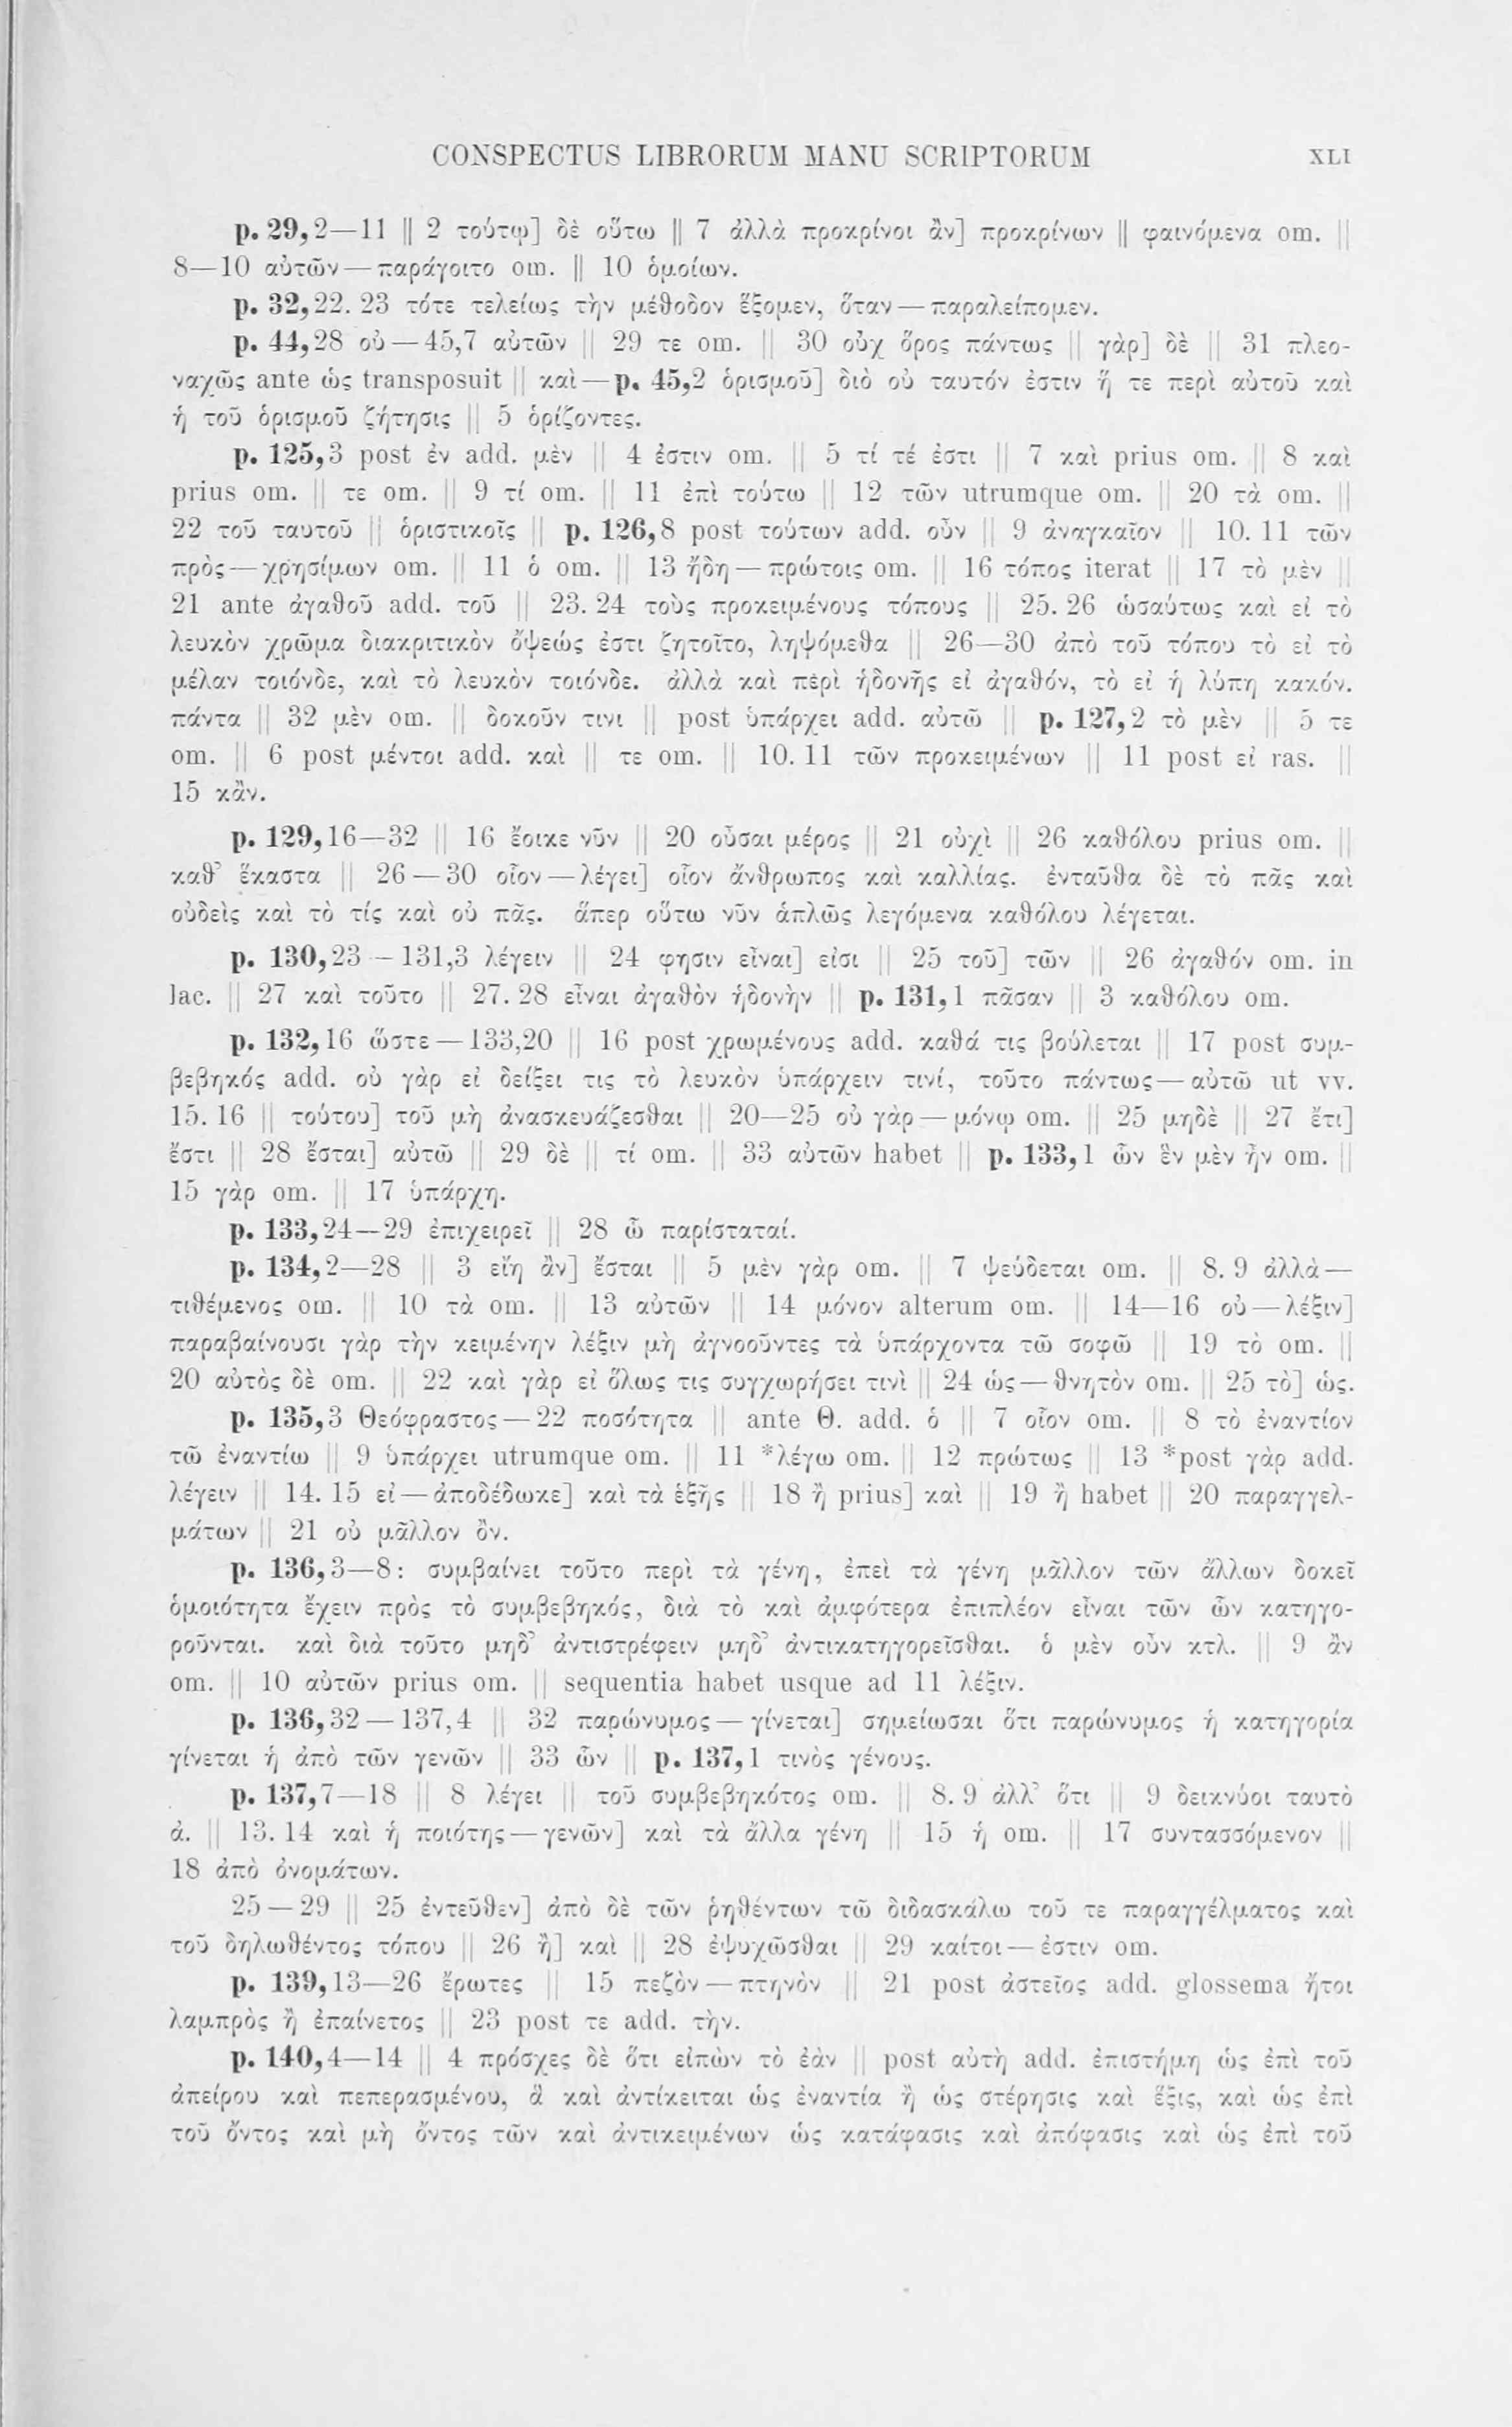 CONSPECTUS LIBRORUM MANU SCRIPTORUM XLI
p. 29,2—11 || 2 τούτῳ] δὲ οὕτω || 7 ἀλλὰ προκρίνοι ἂν] προκρίνων || φαινόμενα om. ||
8—10 αὐτῶν — παράγοιτο om. || 10 ὁμοίων.
p. 32,22. 23 τότε τελείως τὴν μέθοδον ἕξομεν, ὅταν — παραλείπομεν.
p. 44,28 οὐ — 45,7 αὐτῶν || 29 τε om. || 30 οὐχ ὅρος πάντως || γὰρ] δὲ || 31 πλεο-
ναχῶς ante ὡς transposuit || καὶ — p. 45,2 ὁρισμοῦ] διὸ οὐ ταυτόν ἐστιν ἥ τε περὶ αὐτοῦ καὶ
ἡ τοῦ ὁρισμοῦ ζήτησις || 5 ὁρίζοντες.
p. 125,3 post ἐν add. μὲν || 4 ἐστιν om. || 5 τί τέ ἐστι || 7 καὶ prius om. || 8 καὶ
prius om. || τε om. || 9 τί om. || 11 ἐπὶ τούτω || 12 τῶν utrumque om. || 20 τὰ om. ||
22 τοῦ ταυτοῦ || ὁριστικοῖς || p. 126,8 post τούτων add. οὖν || 9 ἀναγκαῖον || 10. 11 τῶν
πρὸς — χρησίμων om. || 11 ὁ om. || 13 ἤδη — πρώτοις om. || 16 τόπος iterat || 17 τὸ μὲν ||
21 ante ἀγαθοῦ add. τοῦ || 23. 24 τοὺς προκειμένους τόπους || 25. 26 ὡσαύτως καὶ εἰ τὸ
λευκὸν χρῶμα διακριτικὸν ὄψεώς ἐστι ζητοῖτο, ληψόμεθα || 26—30 ἀπὸ τοῦ τόπου τὸ εἰ τὸ
μέλαν τοιόνδε, καὶ τὸ λευκὸν τοιόνδε. ἀλλὰ καὶ περὶ ἡδονῆς εἰ ἀγαθόν, τὸ εἰ ἡ λύπη κακόν.
πάντα || 32 μὲν om. || δοκοῦν τινι || post ὑπάρχει add. αὐτῶ || p. 127,2 τὸ μὲν || 5 τε
om. || 6 post μέντοι add. καὶ || τε om. || 10. 11 τῶν προκειμένων || 11 post εἰ ras. ||
15 κἂν.
p. 129,16—32 || 16 ἔοικε νῦν || 20 οὖσαι μέρος || 21 οὐχὶ || 26 καθόλου prius om. ||
καθ’ ἕκαστα || 26 — 30 οἷον — λέγει] οἷον ἄνθρωπος καὶ καλλίας. ἐνταῦθα δὲ τὸ πᾶς καὶ
οὐδεὶς καὶ τὸ τίς καὶ οὐ πᾶς. ἅπερ οὕτω νῦν ἁπλῶς λεγόμενα καθόλου λέγεται.
p. 130,23 – 131,3 λέγειν || 24 φησιν εἶναι] εἰσι || 25 τοῦ] τῶν || 26 ἀγαθόν om. in
lac. || 27 καὶ τοῦτο || 27. 28 εἶναι ἀγαθὸν ἡδονὴν || p. 131,1 πᾶσαν || 3 καθόλου om.
p. 132,16 ὥστε — 133,20 || 16 post χρωμένους add. καθά τις βούλεται || 17 post συμ-
βεβηκός add. οὐ γὰρ εἰ δείξει τις τὸ λευκὸν ὑπάρχειν τινί, τοῦτο πάντως — αὐτῶ ut vv.
15. 16 || τούτου] τοῦ μὴ ἀνασκευάζεσθαι || 20—25 οὐ γὰρ — μόνῳ om. || 25 μηδὲ || 27 ἔτι]
ἔστι || 28 ἔσται] αὐτῶ || 29 δὲ || τί om. || 33 αὐτῶν habet || p. 133,1 ὧν ἓν μὲν ἦν om. ||
15 γὰρ om. || 17 ὑπάρχη.
p. 133,24—29 ἐπιχειρεῖ || 28 ὦ παρίσταταί.
p. 134,2—28 || 3 εἴη ἂν] ἔσται || 5 μὲν γὰρ om. || 7 ψεύδεται om. || 8. 9 ἀλλὰ —
τιθέμενος om. || 10 τὰ om. || 13 αὐτῶν || 14 μόνον alterum om. || 14—16 οὐ — λέξιν]
παραβαίνουσι γὰρ τὴν κειμένην λέξιν μὴ ἀγνοοῦντες τὰ ὑπάρχοντα τῶ σοφῶ || 19 τὸ om. ||
20 αὐτὸς δὲ om. || 22 καὶ γὰρ εἰ ὅλως τις συγχωρήσει τινὶ || 24 ὡς — θνητὸν om. || 25 τὸ] ὡς.
p. 135,3 Θεόφραστος — 22 ποσότητα || ante Θ. add. ὁ || 7 οἷον om. || 8 τὸ ἐναντίον
τῶ ἐναντίω || 9 ὑπάρχει utrumque om. || 11 *λέγω om. || 12 πρώτως || 13 *post γὰρ add.
λέγειν || 14. 15 εἰ — ἀποδέδωκε] καὶ τὰ ἑξῆς || 18 ἢ prius] καὶ || 19 ἢ habet || 20 παραγγελ-
μάτων || 21 οὐ μᾶλλον ὂν.
p. 136,3—8: συμβαίνει τοῦτο περὶ τὰ γένη, ἐπεὶ τὰ γένη μᾶλλον τῶν ἄλλων δοκεῖ
ὁμοιότητα ἔχειν πρὸς τὸ συμβεβηκός, διὰ τὸ καὶ ἀμφότερα ἐπιπλέον εἶναι τῶν ὧν κατηγο-
ροῦνται. καὶ διὰ τοῦτο μηδ’ ἀντιστρέφειν μηδ’ ἀντικατηγορεῖσθαι. ὁ μὲν οὖν κτλ. || 9 ἂν
om. || 10 αὐτῶν prius om. || sequentia habet usque ad 11 λέξιν.
p. 136,32 — 137,4 || 32 παρώνυμος — γίνεται] σημείωσαι ὅτι παρώνυμος ἡ κατηγορία
γίνεται ἡ ἀπὸ τῶν γενῶν || 33 ὧν || p. 137,1 τινὸς γένους.
p. 137,7—18 || 8 λέγει || τοῦ συμβεβηκότος om. || 8. 9 ἀλλ’ ὅτι || 9 δεικνύοι ταυτὸ
ἀ. || 13. 14 καὶ ἡ ποιότης — γενῶν] καὶ τὰ ἄλλα γένη || 15 ἡ om. || 17 συντασσόμενον ||
18 ἀπὸ ὀνομάτων.
25 — 29 || 25 ἐντεῦθεν] ἀπὸ δὲ τῶν ῥηθέντων τῶ διδασκάλω τοῦ τε παραγγέλματος καὶ
τοῦ δηλωθέντος τόπου || 26 ἢ] καὶ || 28 ἐψυχῶσθαι || 29 καίτοι — ἐστιν om.
p. 139,13—26 ἔρωτες || 15 πεζὸν — πτηνὸν || 21 post ἀστεῖος add. glossema ἤτοι
λαμπρὸς ἢ ἐπαίνετος || 23 post τε add. τὴν.
p. 140,4—14 || 4 πρόσχες δὲ ὅτι εἰπὼν τὸ ἐὰν || post αὐτὴ add. ἐπιστήμη ὡς ἐπὶ τοῦ
ἀπείρου καὶ πεπερασμένου, ἃ καὶ ἀντίκειται ὡς ἐναντία ἢ ὡς στέρησις καὶ ἕξις, καὶ ὡς ἐπὶ
τοῦ ὄντος καὶ μὴ ὄντος τῶν καὶ ἀντικειμένων ὡς κατάφασις καὶ ἀπόφασις καὶ ὡς ἐπὶ τοῦ